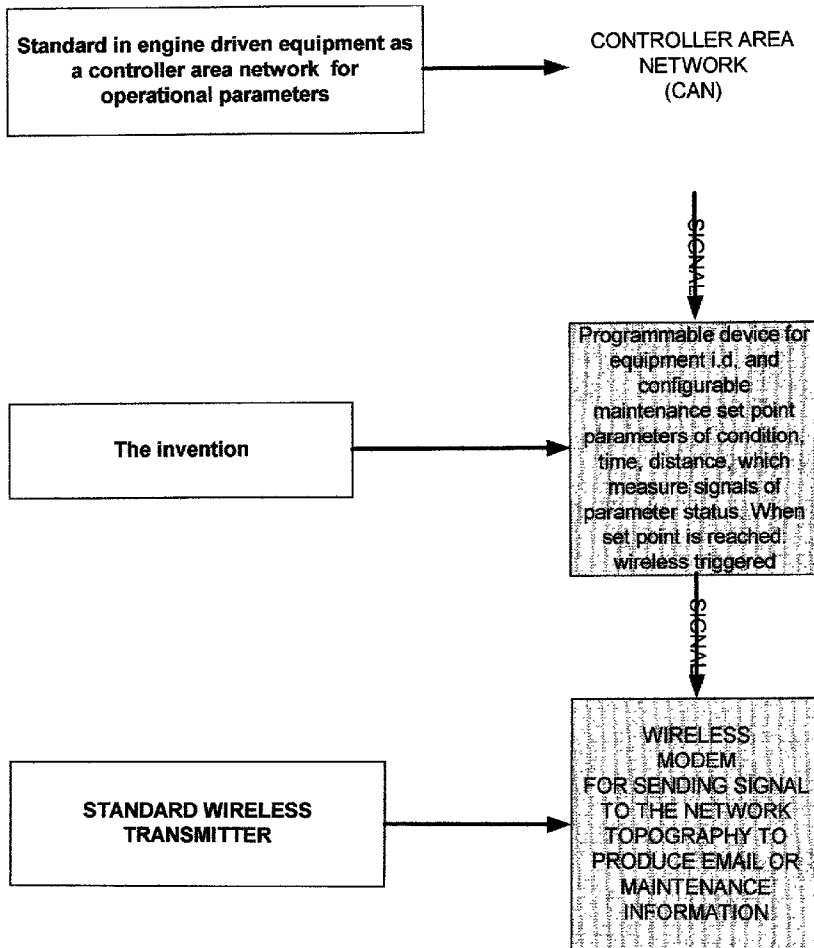 Standard in engine driven equipment as
a controller area network for
operational parameters
CONTROLLER AREA
NETWORK
(CAN)
SIGNAL
The invention
Programmable device for
equipment i.d. and
configurable
maintenance set point
parameters of condition,
time, distance, which
measure signals of
parameter status. When
set point is reached
wireless triggered
SIGNAL
STANDARD WIRELESS
TRANSMITTER
WIRELESS
MODEM
FOR SENDING SIGNAL
TO THE NETWORK
TOPOGRAPHY TO
PRODUCE EMAIL OR
MAINTENANCE
INFORMATION